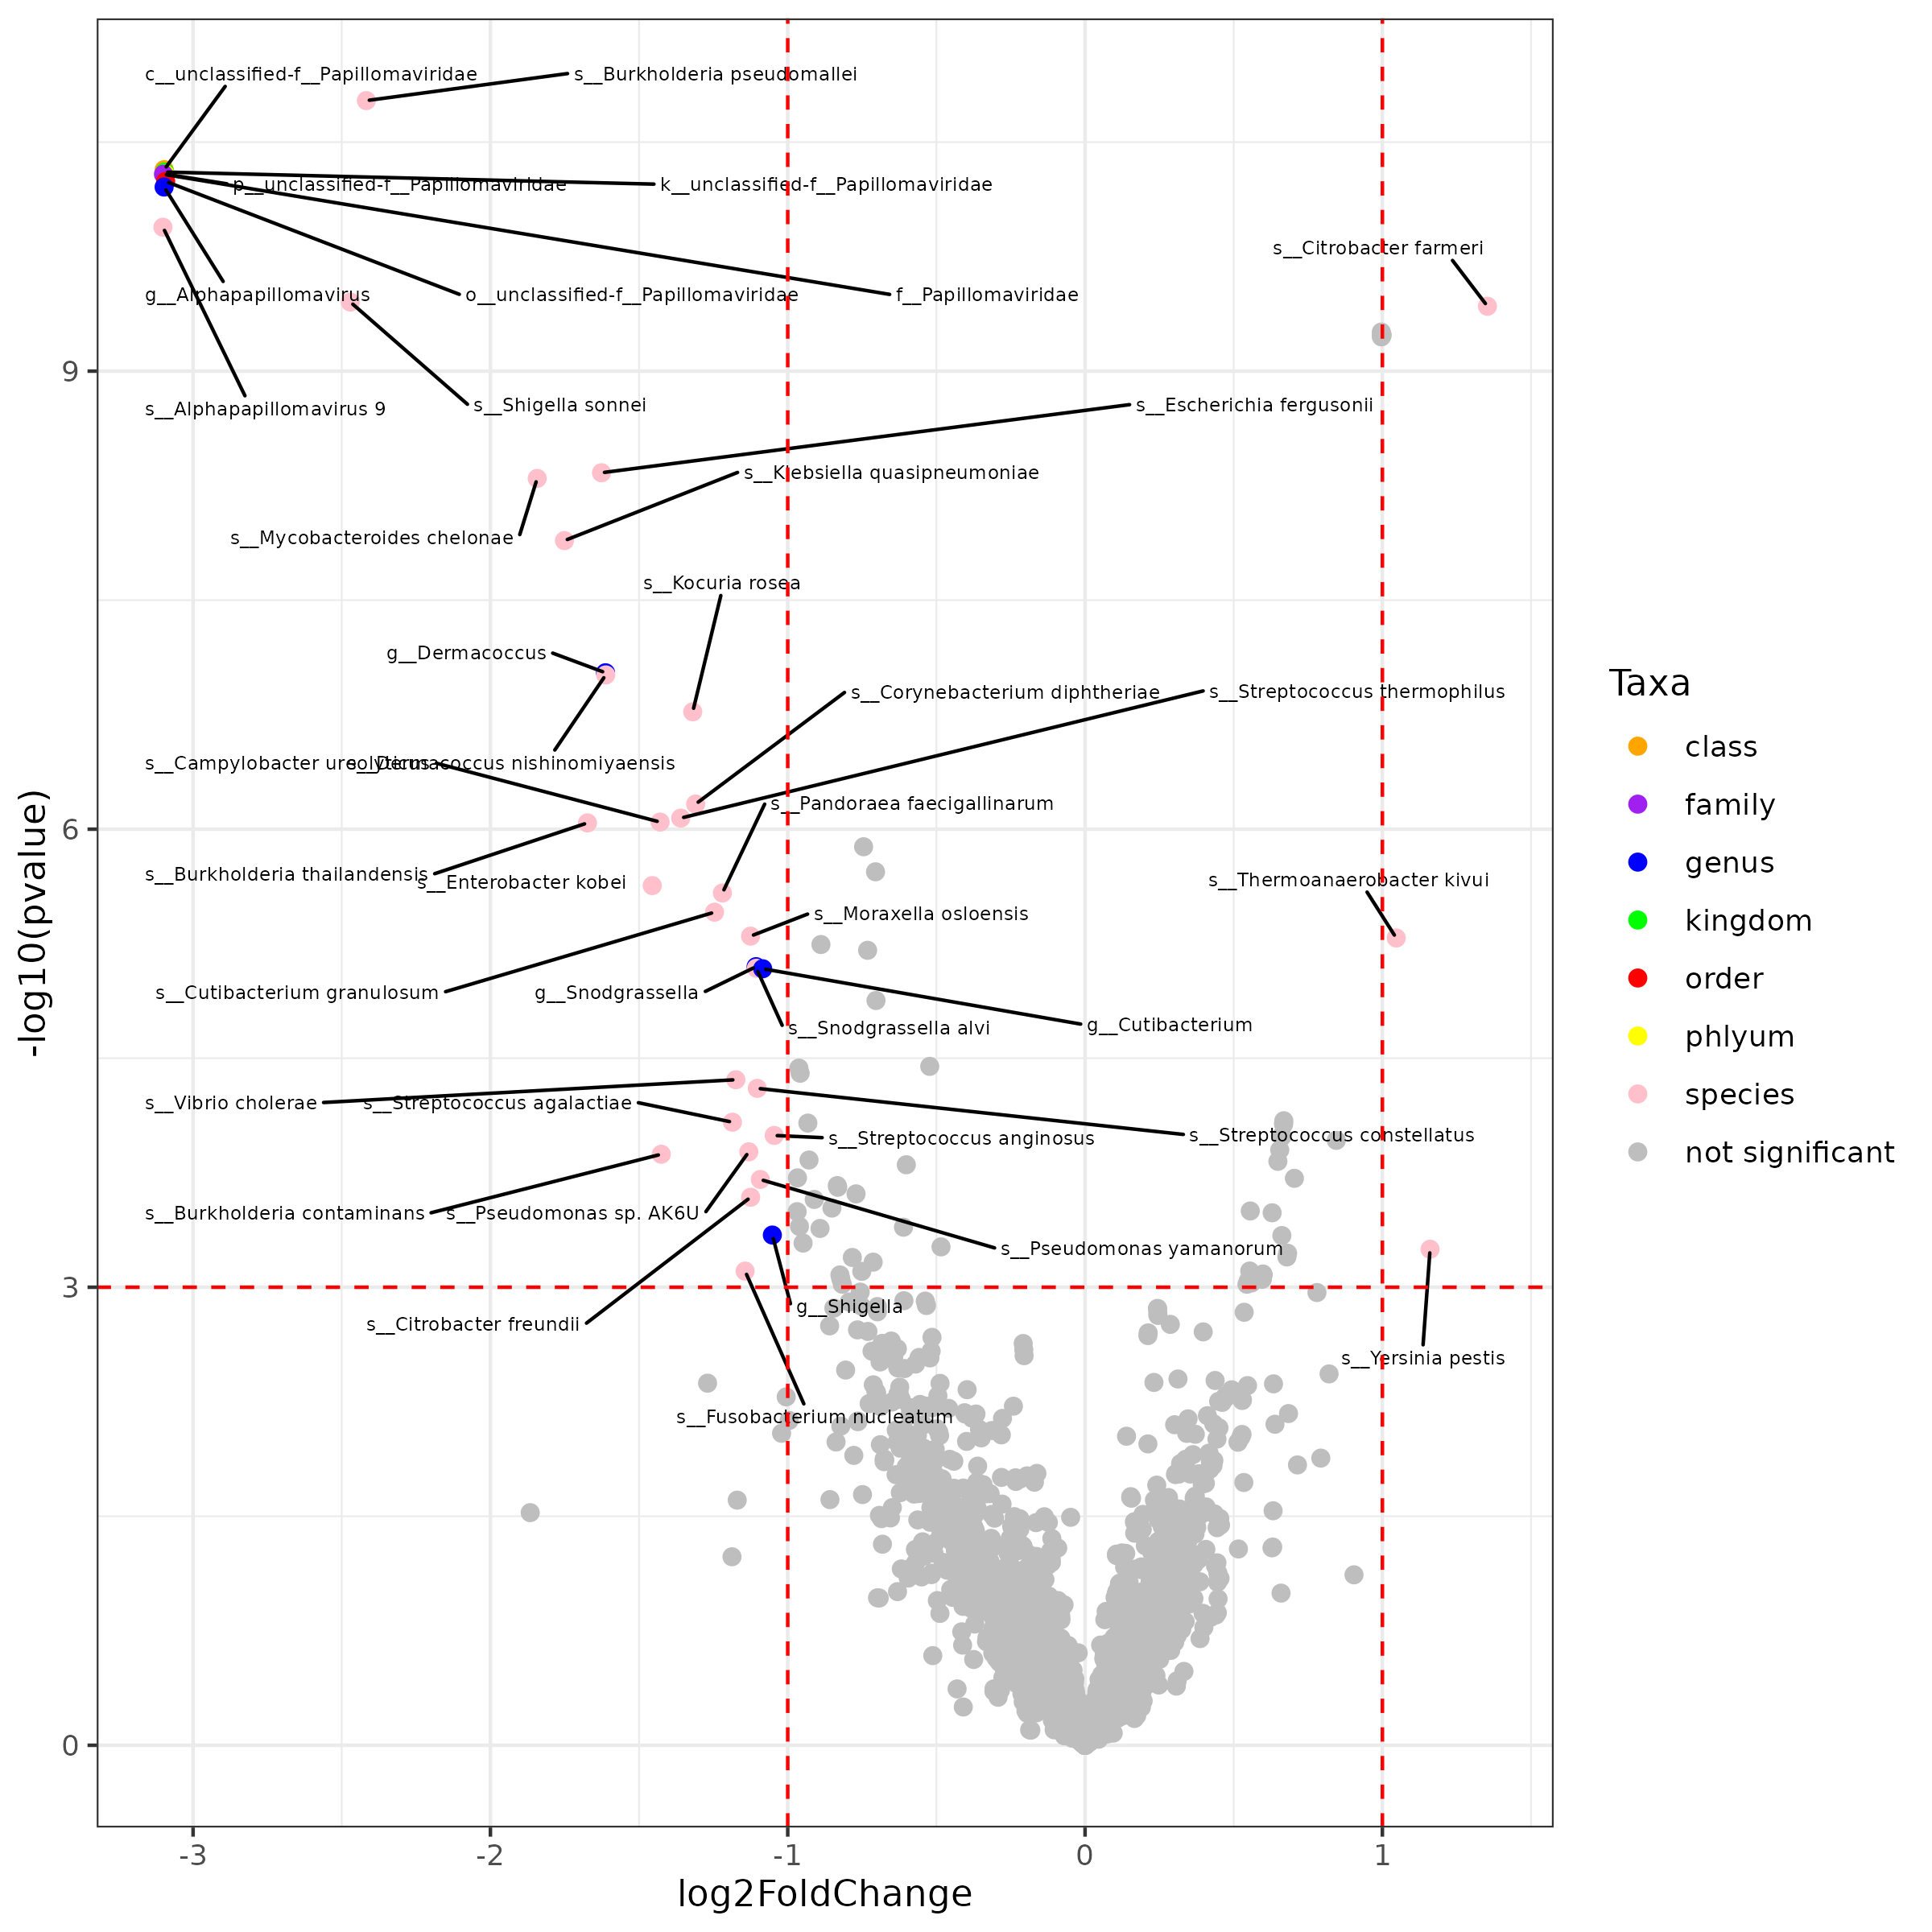 c__unclassified-f__Papillomaviridae
s__Burkholderia pseudomallei
p__unclassified-f__Papillomaviridae
k__unclassified-f__Papillomaviridae
s__Citrobacter farmeri
g__Alphapapillomavirus
o__unclassified-f__Papillomaviridae
f__Papillomaviridae
s__Alphapapillomavirus 9
s__Shigella sonnei
s__Escherichia fergusonii
s__Klebsiella quasipneumoniae
s__Mycobacteroides chelonae
s__Kocuria rosea
g__Dermacoccus
s__Corynebacterium diphtheriae
s__Streptococcus thermophilus
s__Campylobacter ureolyticus
s__Dermacoccus nishinomiyaensis
s__Pandoraea faecigallinarum
s__Burkholderia thailandensis
s__Enterobacter kobei
s__Thermoanaerobacter kivui
s__Moraxella osloensis
s__Cutibacterium granulosum
g__Snodgrassella
s__Snodgrassella alvi
g__Cutibacterium
s__Vibrio cholerae
s__Streptococcus agalactiae
s__Streptococcus anginosus
s__Streptococcus constellatus
s__Burkholderia contaminans
s__Pseudomonas sp. AK6U
s__Pseudomonas yamanorum
g__Shigella
s__Citrobacter freundii
s__Yersinia pestis
s__Fusobacterium nucleatum
9
6
3
0
-log10(pvalue)
-3
-2
-1
0
1
log2FoldChange
Taxa
class
family
genus
kingdom
order
phlyum
species
not significant